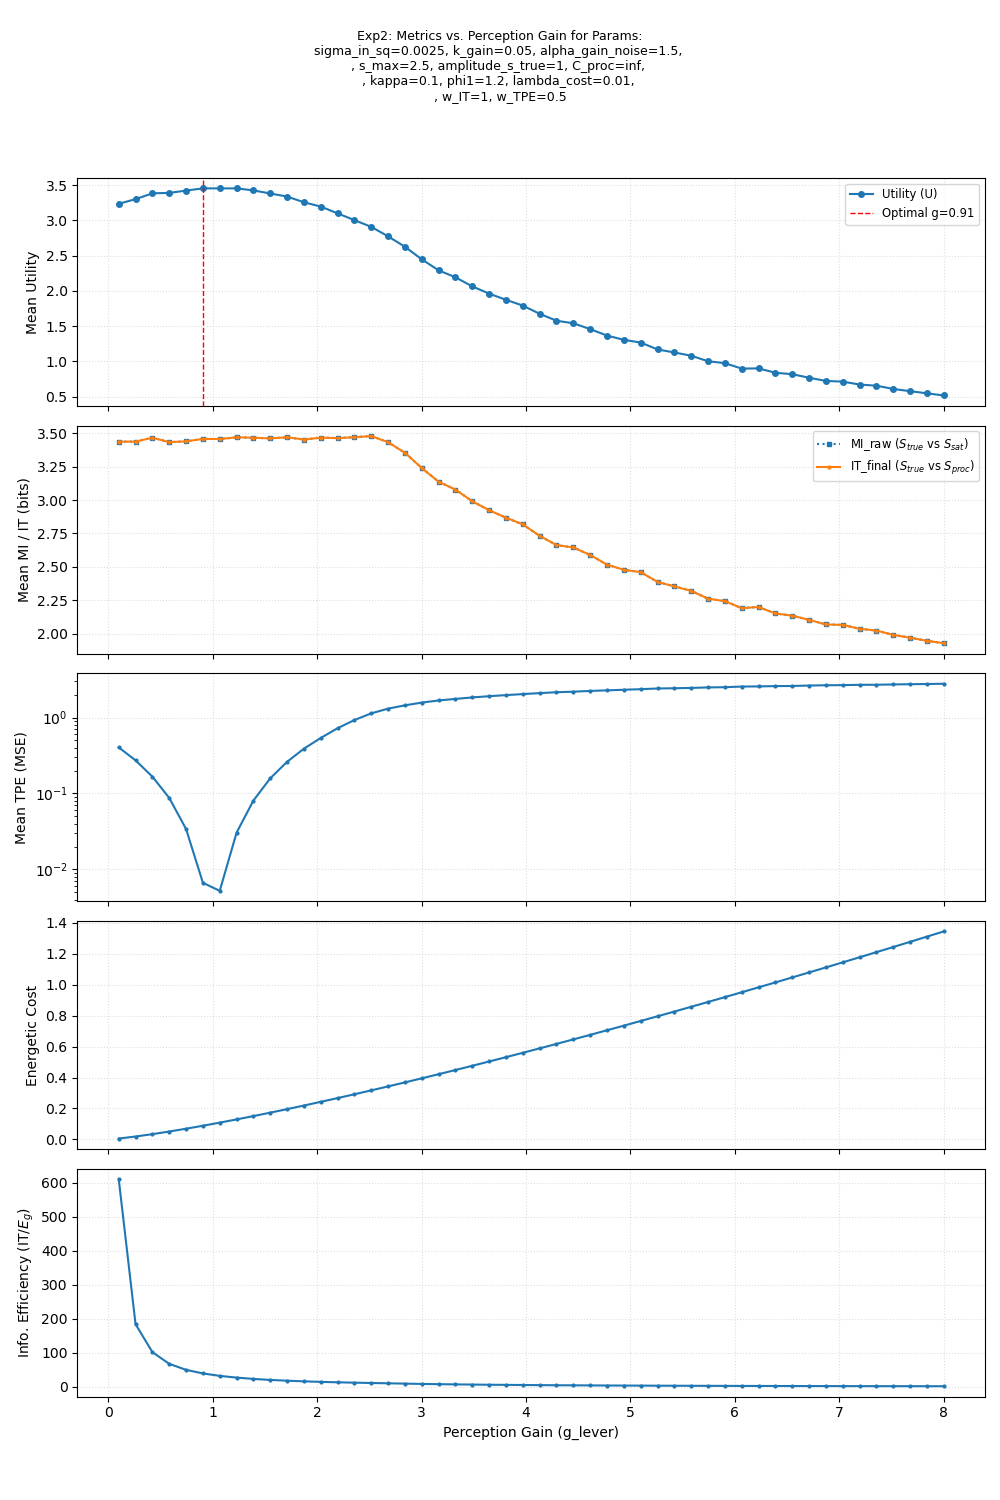 Exp2: Metrics vs. Perception Gain for Params:
sigma_in_sq=0.0025, k_gain=0.05, alpha_gain_noise=1.5,
, s_max=2.5, amplitude_s_true=1, C_proc=inf,
, kappa=0.1, phi1=1.2, lambda_cost=0.01,
, w_IT=1, w_TPE=0.5
Mean Utility
3.5
3.0
2.5
2.0
1.5
1.0
0.5
Utility (U)
Optimal g=0.91
Mean MI / IT (bits)
3.50
3.25
3.00
2.75
2.50
2.25
2.00
MI_raw (S_true vs S_sat)
IT_final (S_true vs S_proc)
Mean TPE (MSE)
10⁰
10⁻¹
10⁻²
Energetic Cost
1.4
1.2
1.0
0.8
0.6
0.4
0.2
0.0
Info. Efficiency (IT/E_g)
600
500
400
300
200
100
0
0 1 2 3 4 5 6 7 8
Perception Gain (g_lever)